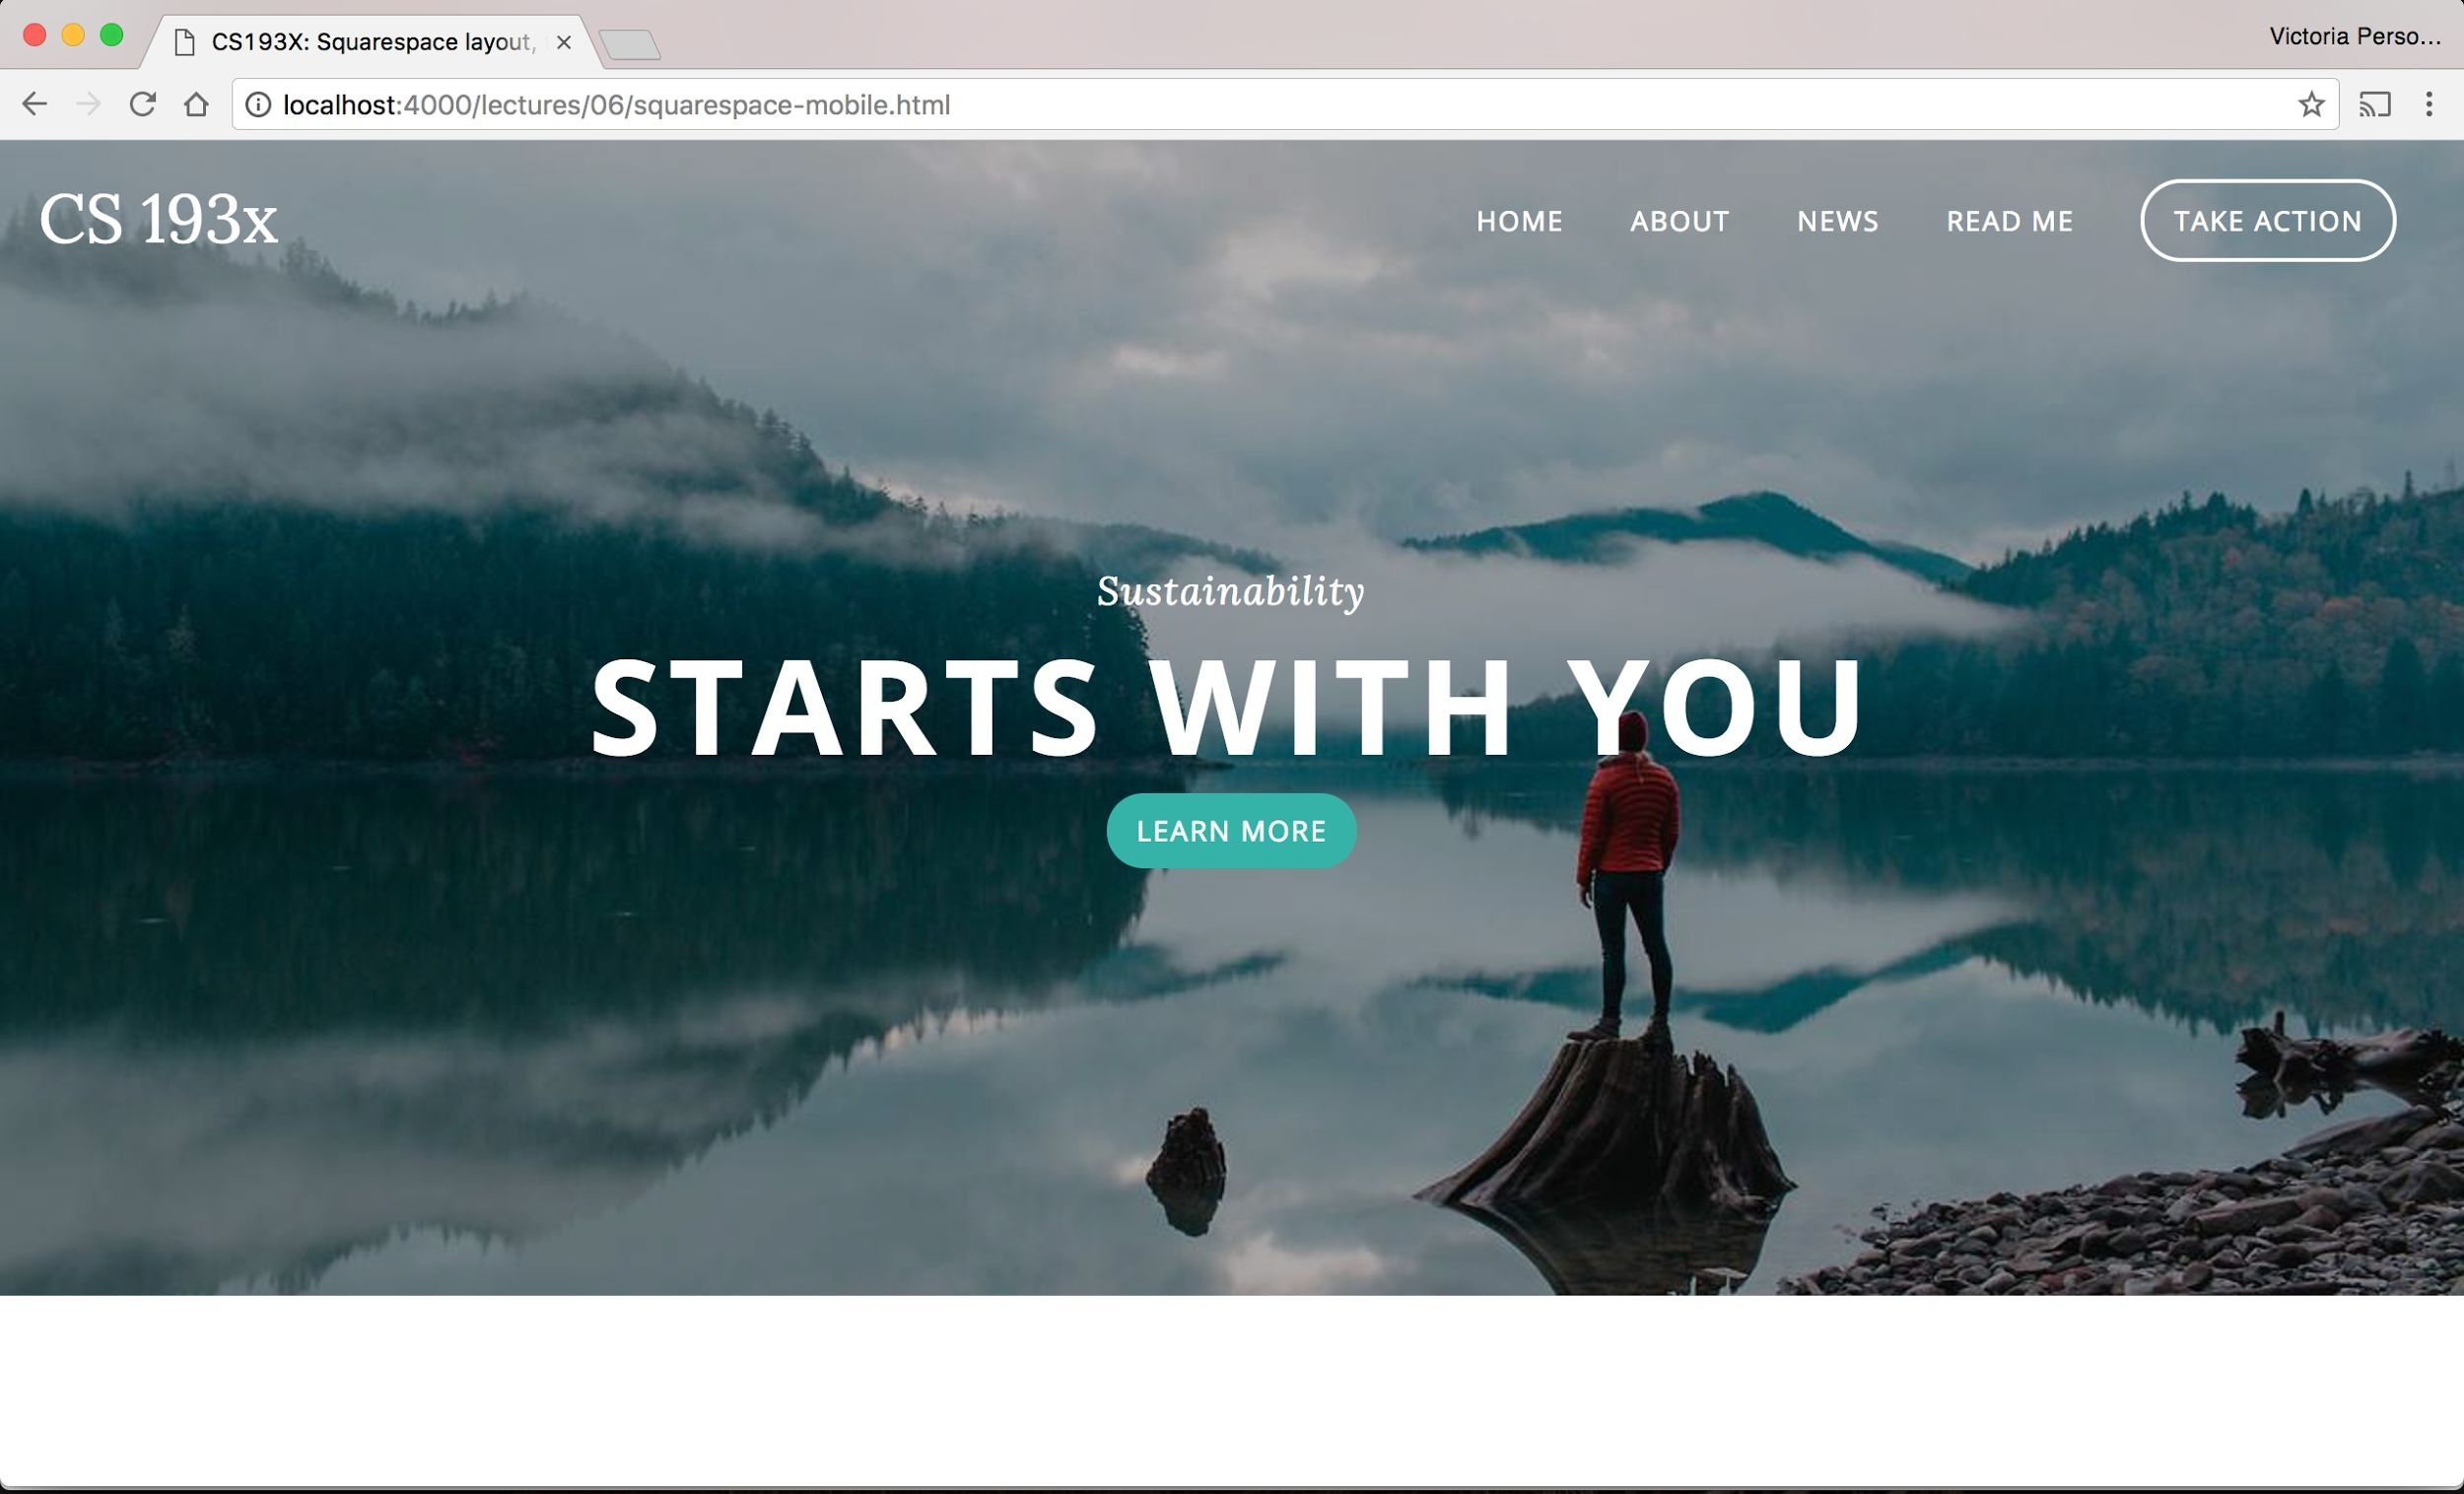 CS193X: Squarespace layout,
Victoria Perso...
localhost:4000/lectures/06/squarespace-mobile.html
CS 193x
HOME ABOUT NEWS READ ME TAKE ACTION
Sustainability
STARTS WITH YOU
LEARN MORE